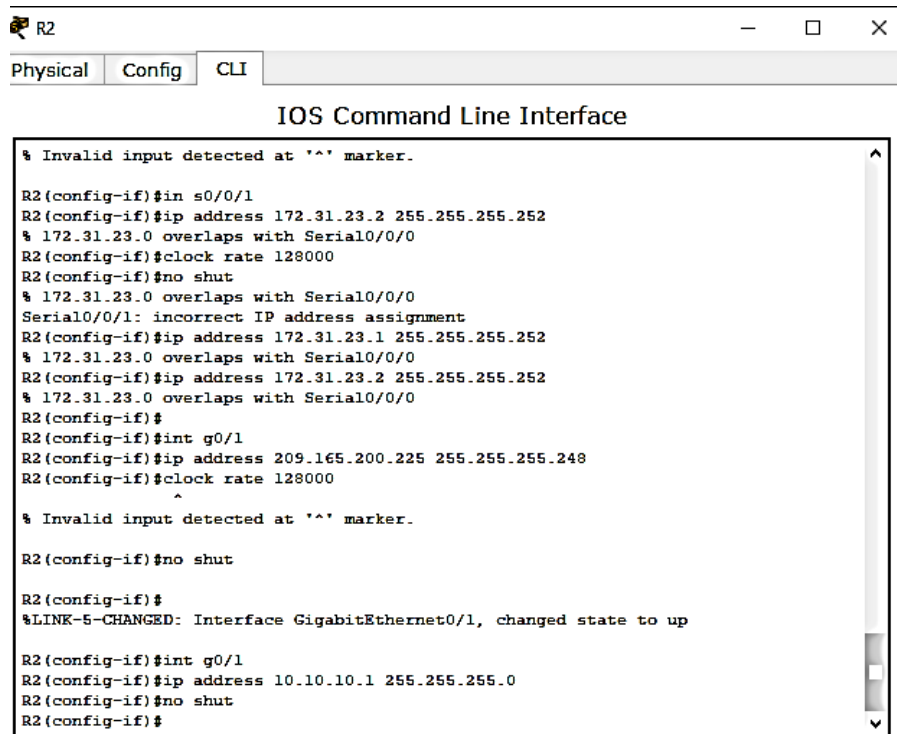 R2
Physical Config CLI
IOS Command Line Interface
% Invalid input detected at '^' marker.
R2(config-if)#in s0/0/1
R2(config-if)#ip address 172.31.23.2 255.255.255.252
% 172.31.23.0 overlaps with Serial0/0/0
R2(config-if)#clock rate 128000
R2(config-if)#no shut
% 172.31.23.0 overlaps with Serial0/0/0
Serial0/0/1: incorrect IP address assignment
R2(config-if)#ip address 172.31.23.1 255.255.255.252
% 172.31.23.0 overlaps with Serial0/0/0
R2(config-if)#ip address 172.31.23.2 255.255.255.252
% 172.31.23.0 overlaps with Serial0/0/0
R2(config-if)#
R2(config-if)#int g0/1
R2(config-if)#ip address 209.165.200.225 255.255.255.248
R2(config-if)#clock rate 128000
^
% Invalid input detected at '^' marker.
R2(config-if)#no shut
R2(config-if)#
%LINK-5-CHANGED: Interface GigabitEthernet0/1, changed state to up
R2(config-if)#int g0/1
R2(config-if)#ip address 10.10.10.1 255.255.255.0
R2(config-if)#no shut
R2(config-if)#